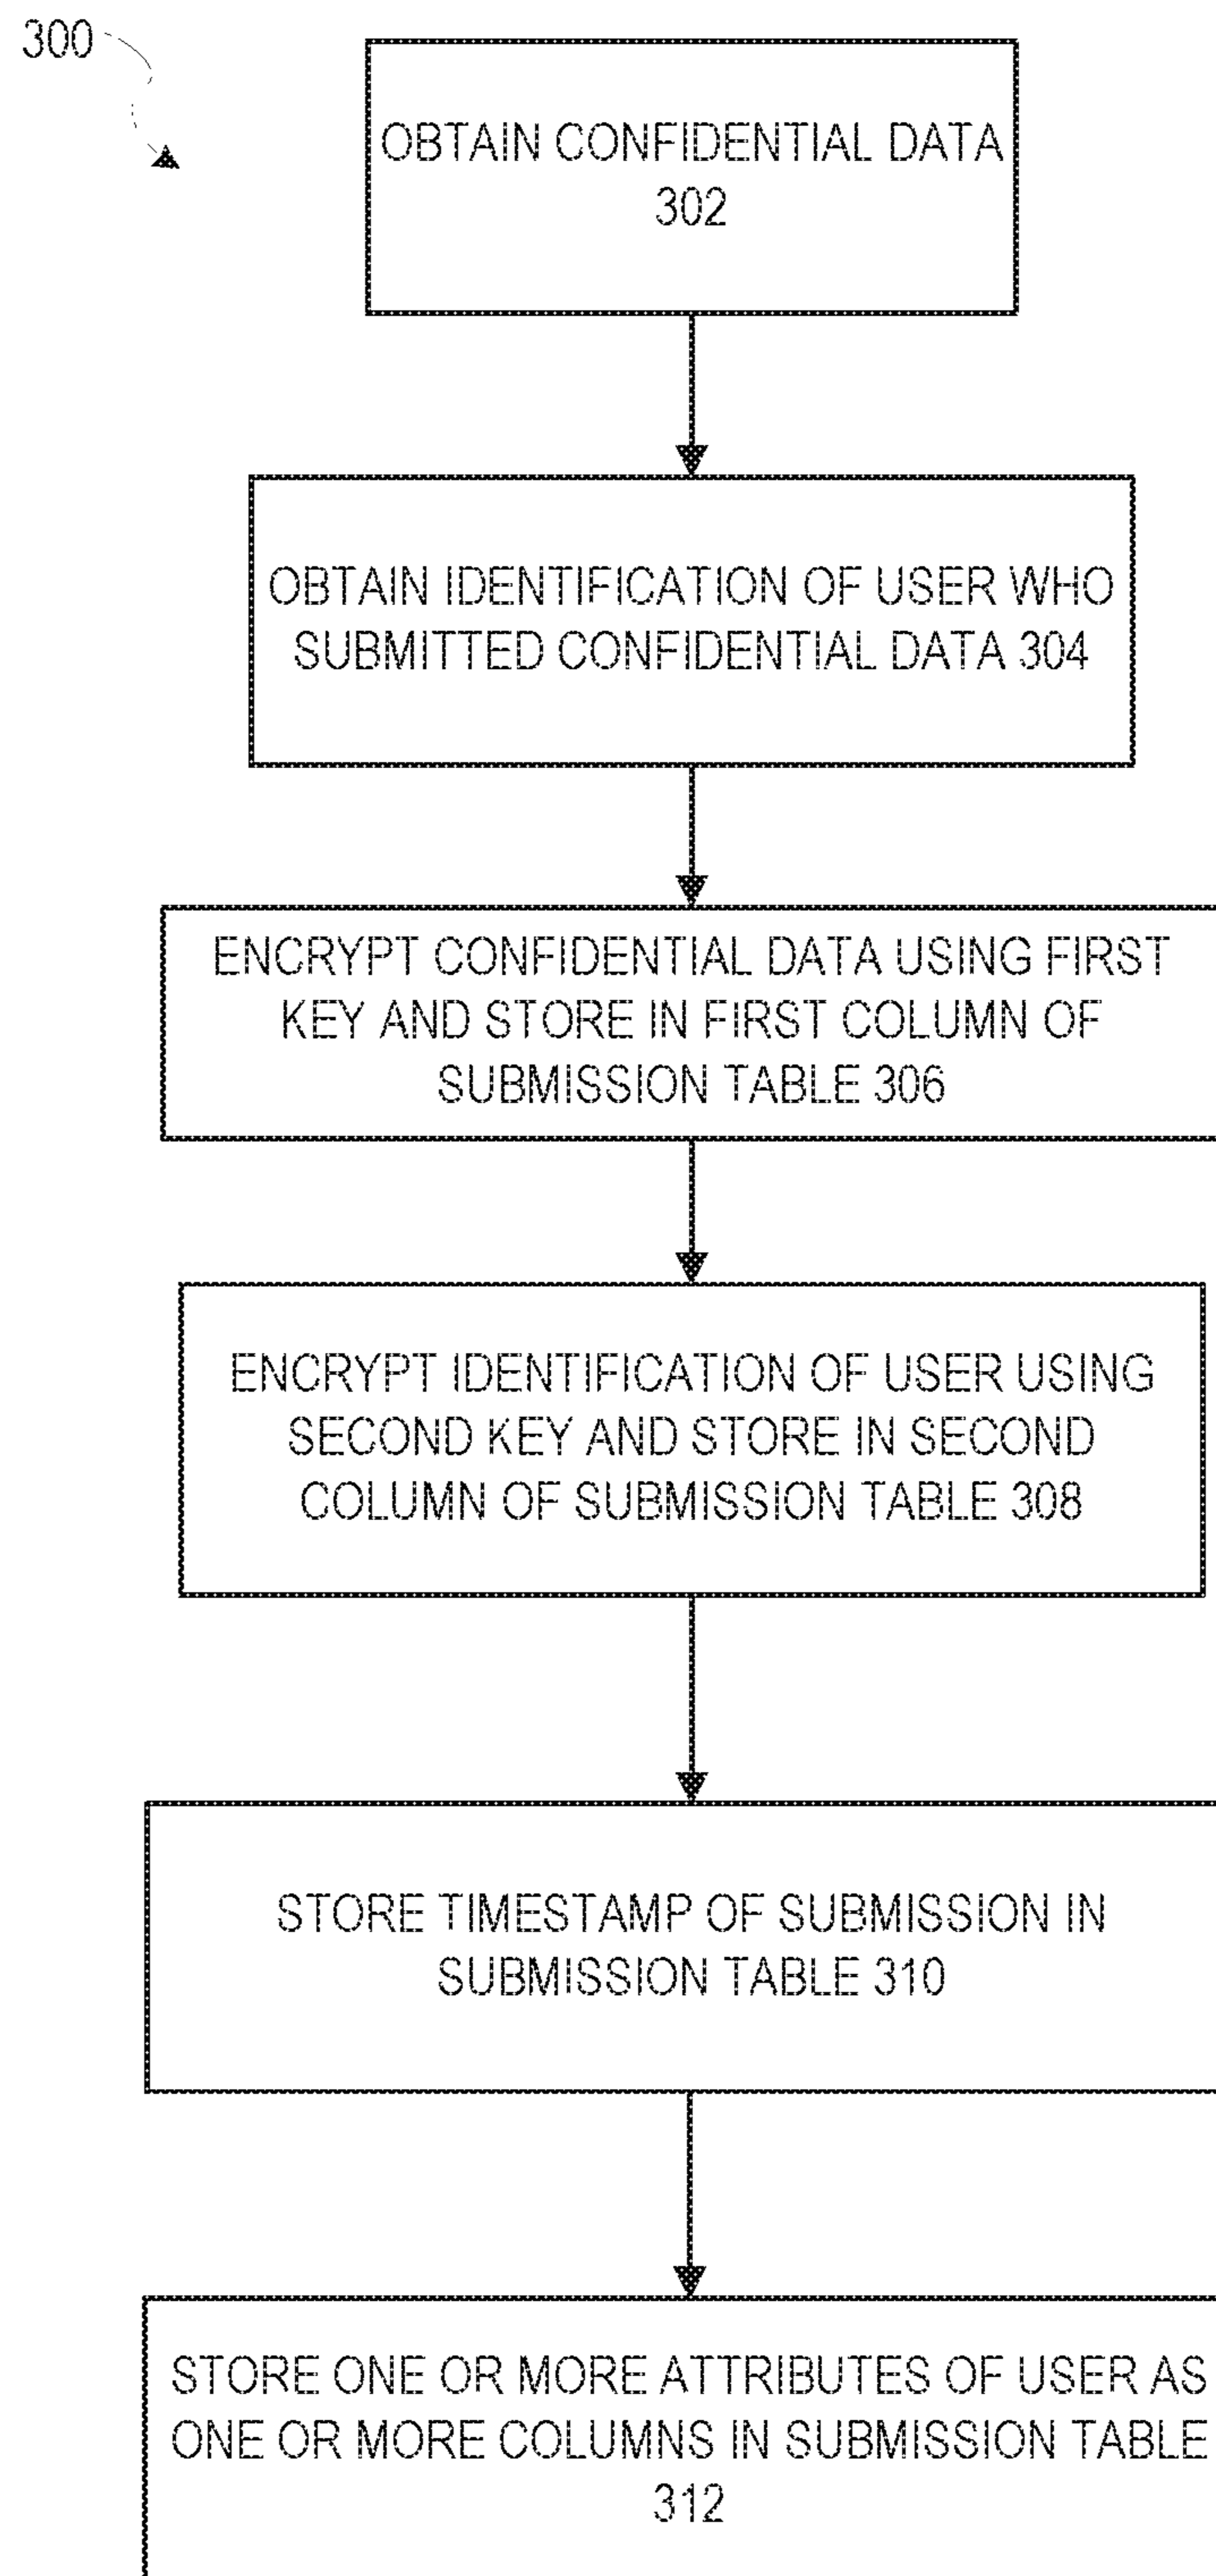 300
OBTAIN CONFIDENTIAL DATA
302
OBTAIN IDENTIFICATION OF USER WHO
SUBMITTED CONFIDENTIAL DATA 304
ENCRYPT CONFIDENTIAL DATA USING FIRST
KEY AND STORE IN FIRST COLUMN OF
SUBMISSION TABLE 306
ENCRYPT IDENTIFICATION OF USER USING
SECOND KEY AND STORE IN SECOND
COLUMN OF SUBMISSION TABLE 308
STORE TIMESTAMP OF SUBMISSION IN
SUBMISSION TABLE 310
STORE ONE OR MORE ATTRIBUTES OF USER AS
ONE OR MORE COLUMNS IN SUBMISSION TABLE
312